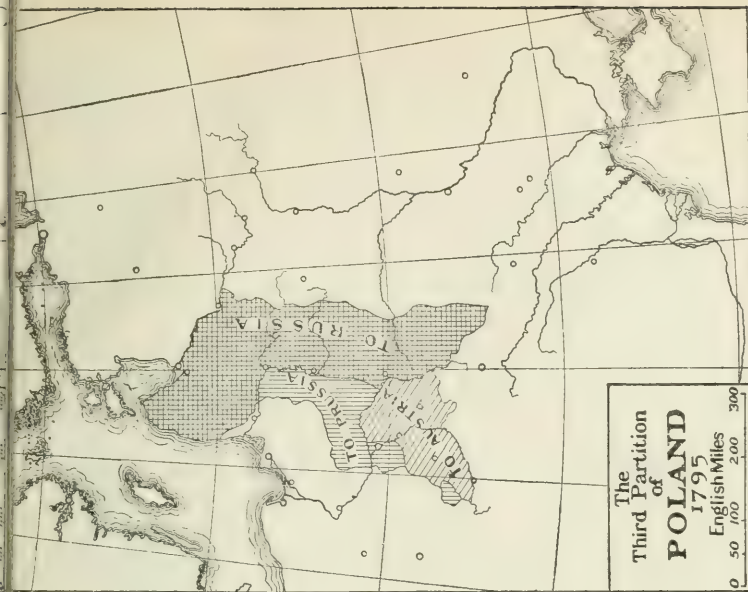 TO RUSSIA
TO PRUSSIA
TO AUSTRIA
The
Third Partition
of
POLAND
1795
English Miles
0 50 100 200 300